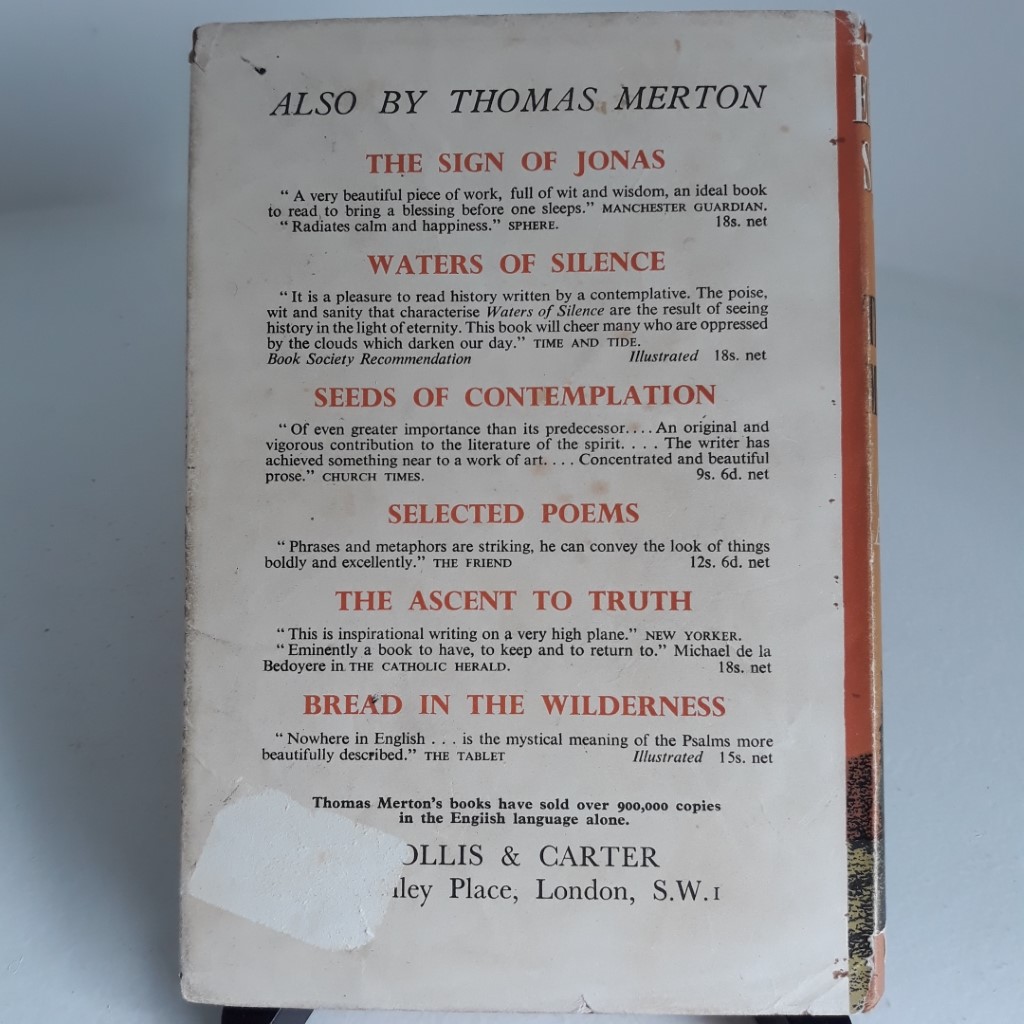 ALSO BY THOMAS MERTON
THE SIGN OF JONAS
“ A very beautiful piece of work, full of wit and wisdom, an ideal book
to read to bring a blessing before one sleeps.” MANCHESTER GUARDIAN.
“ Radiates calm and happiness.” SPHERE. 18s. net
WATERS OF SILENCE
“ It is a pleasure to read history written by a contemplative. The poise,
wit and sanity that characterise Waters of Silence are the result of seeing
history in the light of eternity. This book will cheer many who are oppressed
by the clouds which darken our day.” TIME AND TIDE.
Book Society Recommendation Illustrated 18s. net
SEEDS OF CONTEMPLATION
“ Of even greater importance than its predecessor.... An original and
vigorous contribution to the literature of the spirit. . . . The writer has
achieved something near to a work of art.... Concentrated and beautiful
prose.” CHURCH TIMES. 9s. 6d. net
SELECTED POEMS
“ Phrases and metaphors are striking, he can convey the look of things
boldly and excellently.” THE FRIEND 12s. 6d. net
THE ASCENT TO TRUTH
“ This is inspirational writing on a very high plane.” NEW YORKER.
“ Eminently a book to have, to keep and to return to.” Michael de la
Bedoyere in THE CATHOLIC HERALD. 18s. net
BREAD IN THE WILDERNESS
“ Nowhere in English . . . is the mystical meaning of the Psalms more
beautifully described.” THE TABLET Illustrated 15s. net
Thomas Merton's books have sold over 900,000 copies
in the Engiish language alone.
OLLIS & CARTER
ley Place, London, S.W.1
E
S